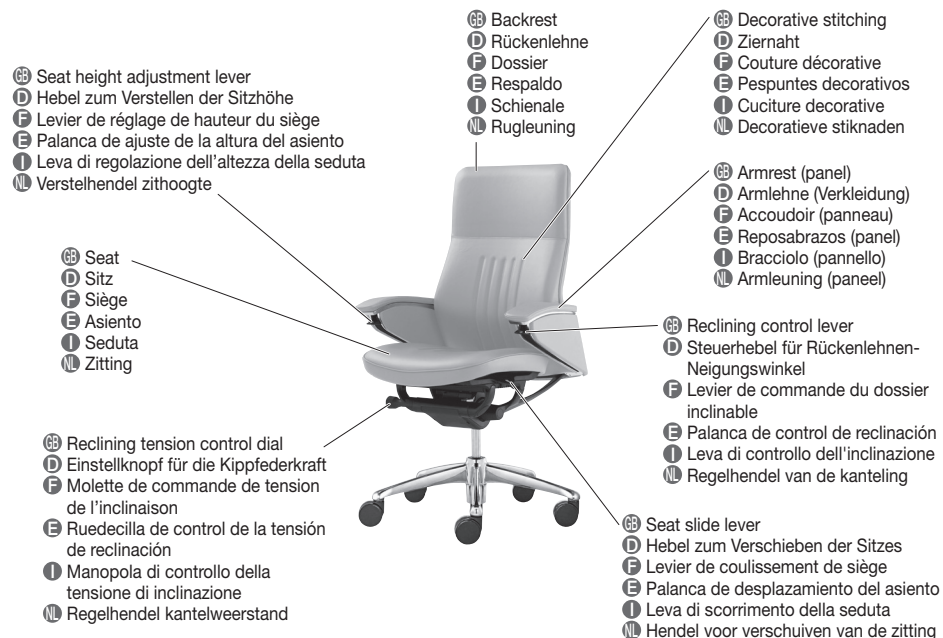 GB Backrest
D Rückenlehne
F Dossier
E Respaldo
I Schienale
NL Rugleuning
GB Decorative stitching
D Ziernaht
F Couture décorative
E Pespuntes decorativos
I Cuciture decorative
NL Decoratieve stiknaden
GB Seat height adjustment lever
D Hebel zum Verstellen der Sitzhöhe
F Levier de réglage de hauteur du siège
E Palanca de ajuste de la altura del asiento
I Leva di regolazione dell'altezza della seduta
NL Verstelhendel zithoogte
GB Armrest (panel)
D Armlehne (Verkleidung)
F Accoudoir (panneau)
E Reposabrazos (panel)
I Bracciolo (pannello)
NL Armleuning (paneel)
GB Seat
D Sitz
F Siège
E Asiento
I Seduta
NL Zitting
GB Reclining control lever
D Steuerhebel für Rückenlehnen-
Neigungswinkel
F Levier de commande du dossier
inclinable
E Palanca de control de reclinación
I Leva di controllo dell'inclinazione
NL Regelhendel van de kanteling
GB Reclining tension control dial
D Einstellknopf für die Kippfederkraft
F Molette de commande de tension
de l'inclinaison
E Ruedecilla de control de la tensión
de reclinación
I Manopola di controllo della
tensione di inclinazione
NL Regelhendel kantelweerstand
GB Seat slide lever
D Hebel zum Verschieben der Sitzes
F Levier de coulissement de siège
E Palanca de desplazamiento del asiento
I Leva di scorrimento della seduta
NL Hendel voor verschuiven van de zitting